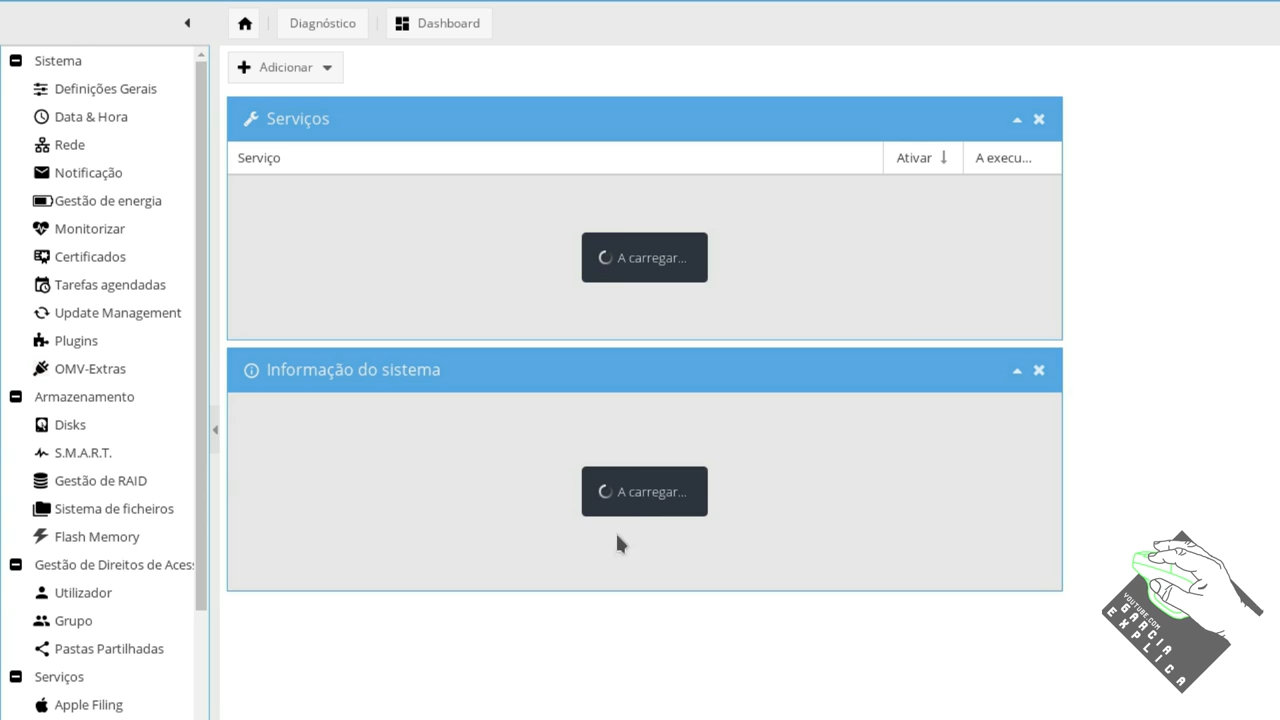 Diagnóstico
Dashboard
Sistema
Definições Gerais
Data & Hora
Rede
Notificação
Gestão de energia
Monitorizar
Certificados
Tarefas agendadas
Update Management
Plugins
OMV-Extras
Armazenamento
Disks
S.M.A.R.T.
Gestão de RAID
Sistema de ficheiros
Flash Memory
Gestão de Direitos de Aces
Utilizador
Grupo
Pastas Partilhadas
Serviços
Apple Filing
Adicionar
Serviços
Serviço Ativar A execu...
A carregar...
Informação do sistema
A carregar...
YOUTUBE.COM
GARCIA
EXPLICA